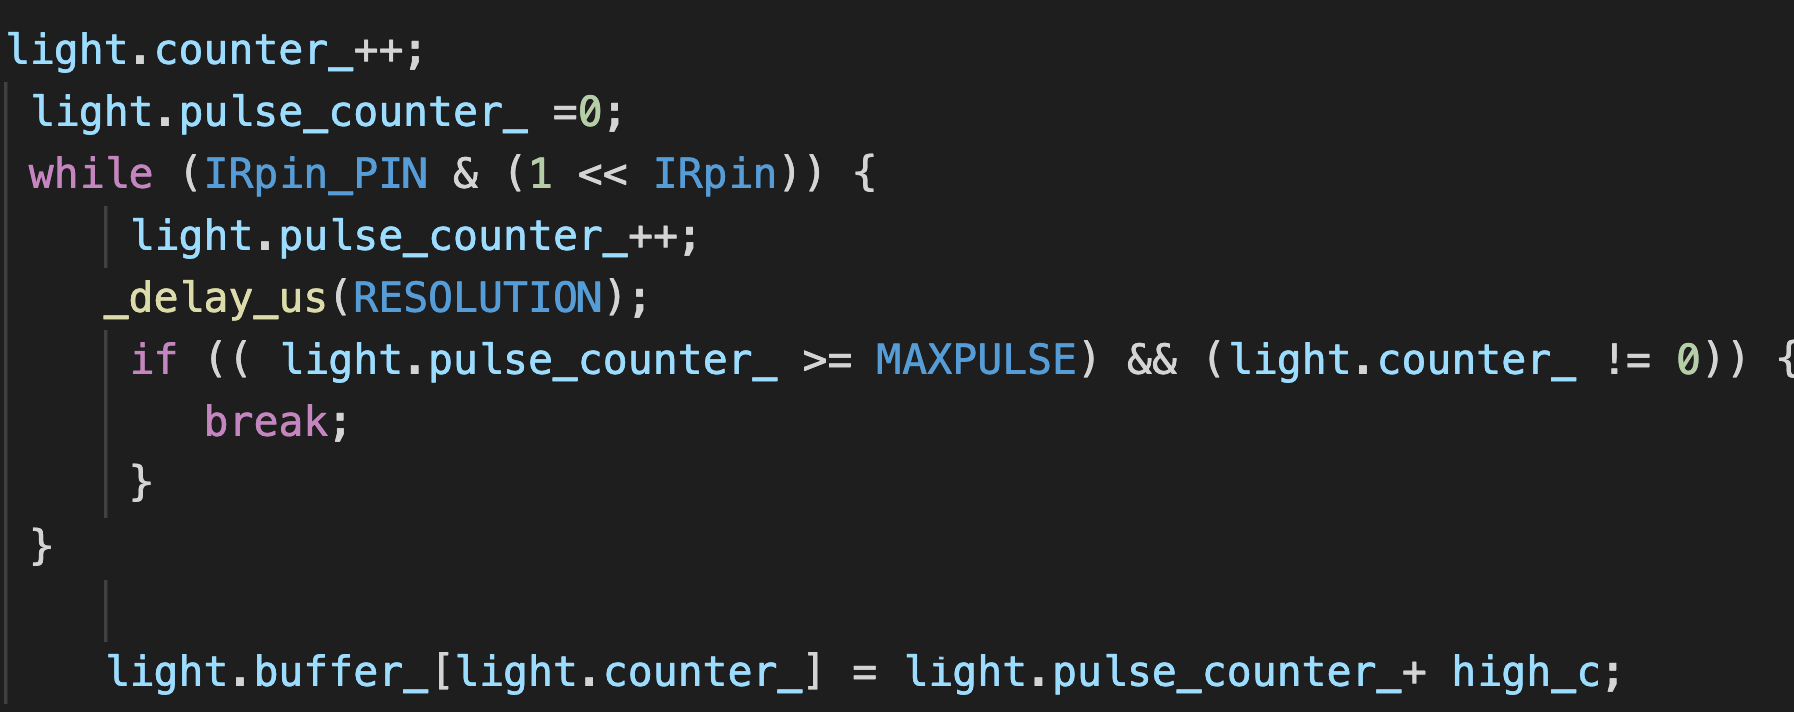 light.counter_++;
light.pulse_counter_ =0;
while (IRpin_PIN & (1 << IRpin)) {
light.pulse_counter_++;
_delay_us(RESOLUTION);
if (( light.pulse_counter_ >= MAXPULSE) && (light.counter_ != 0)) {
break;
}
}
light.buffer_[light.counter_] = light.pulse_counter_+ high_c;